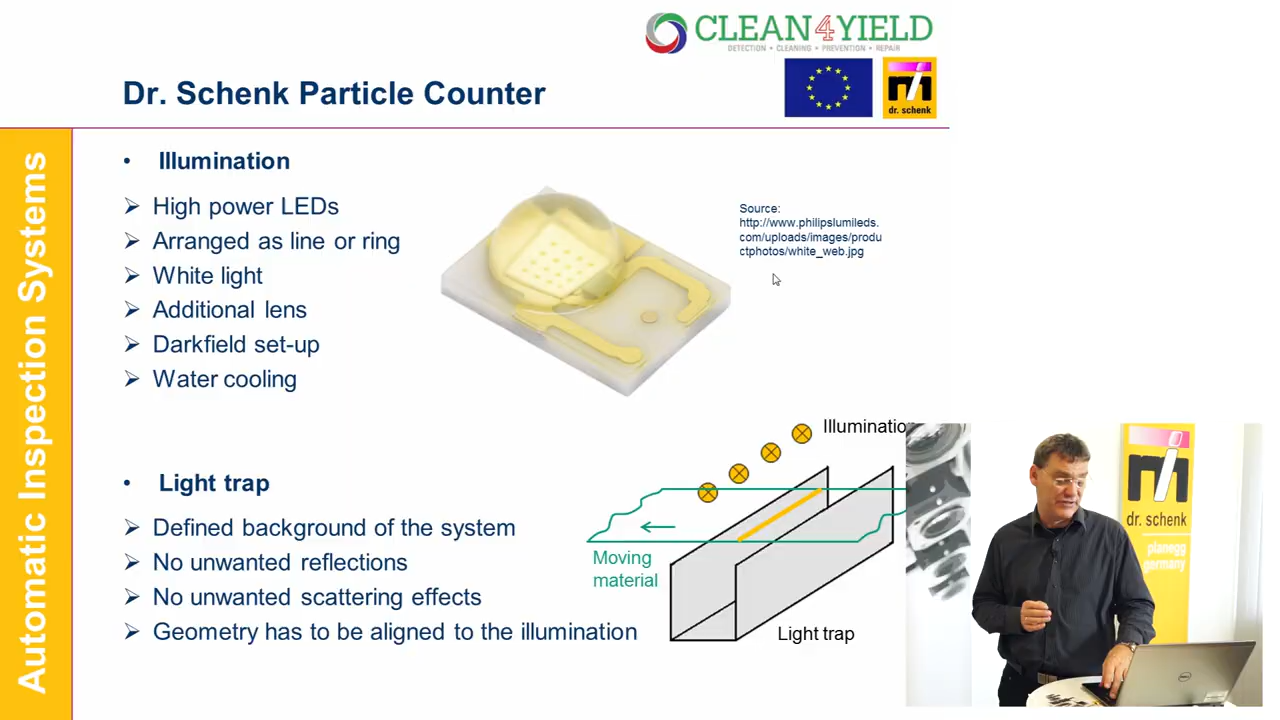 CLEAN4YIELD
DETECTION • CLEANING • PREVENTION • REPAIR
dr. schenk
Dr. Schenk Particle Counter
Automatic Inspection Systems
• Illumination
➢ High power LEDs
➢ Arranged as line or ring
➢ White light
➢ Additional lens
➢ Darkfield set-up
➢ Water cooling
Source:
http://www.philipslumileds.
com/uploads/images/produ
ctphotos/white_web.jpg
• Light trap
➢ Defined background of the system
➢ No unwanted reflections
➢ No unwanted scattering effects
➢ Geometry has to be aligned to the illumination
Illumination
Moving
material
Light trap
dr. schenk
planegg
germany
DELL